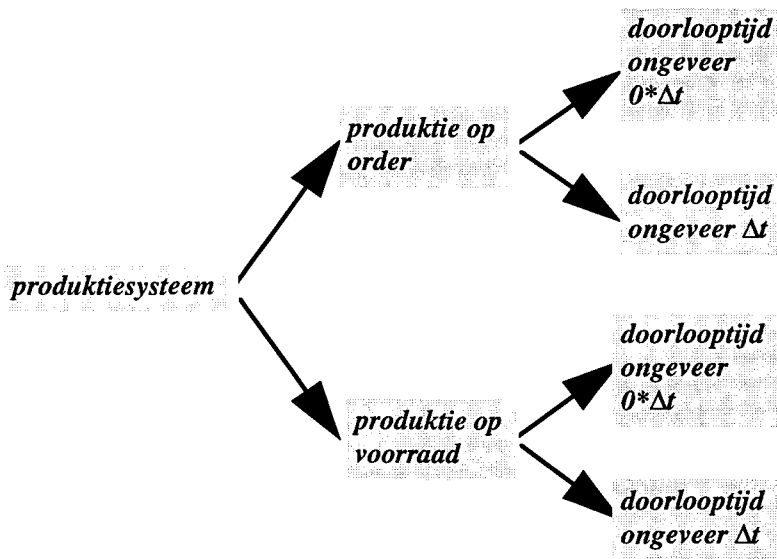 doorlooptijd
ongeveer
0*Δt
produktie op
order
doorlooptijd
ongeveer Δt
produktiesysteem
doorlooptijd
ongeveer
0*Δt
produktie op
voorraad
doorlooptijd
ongeveer Δt